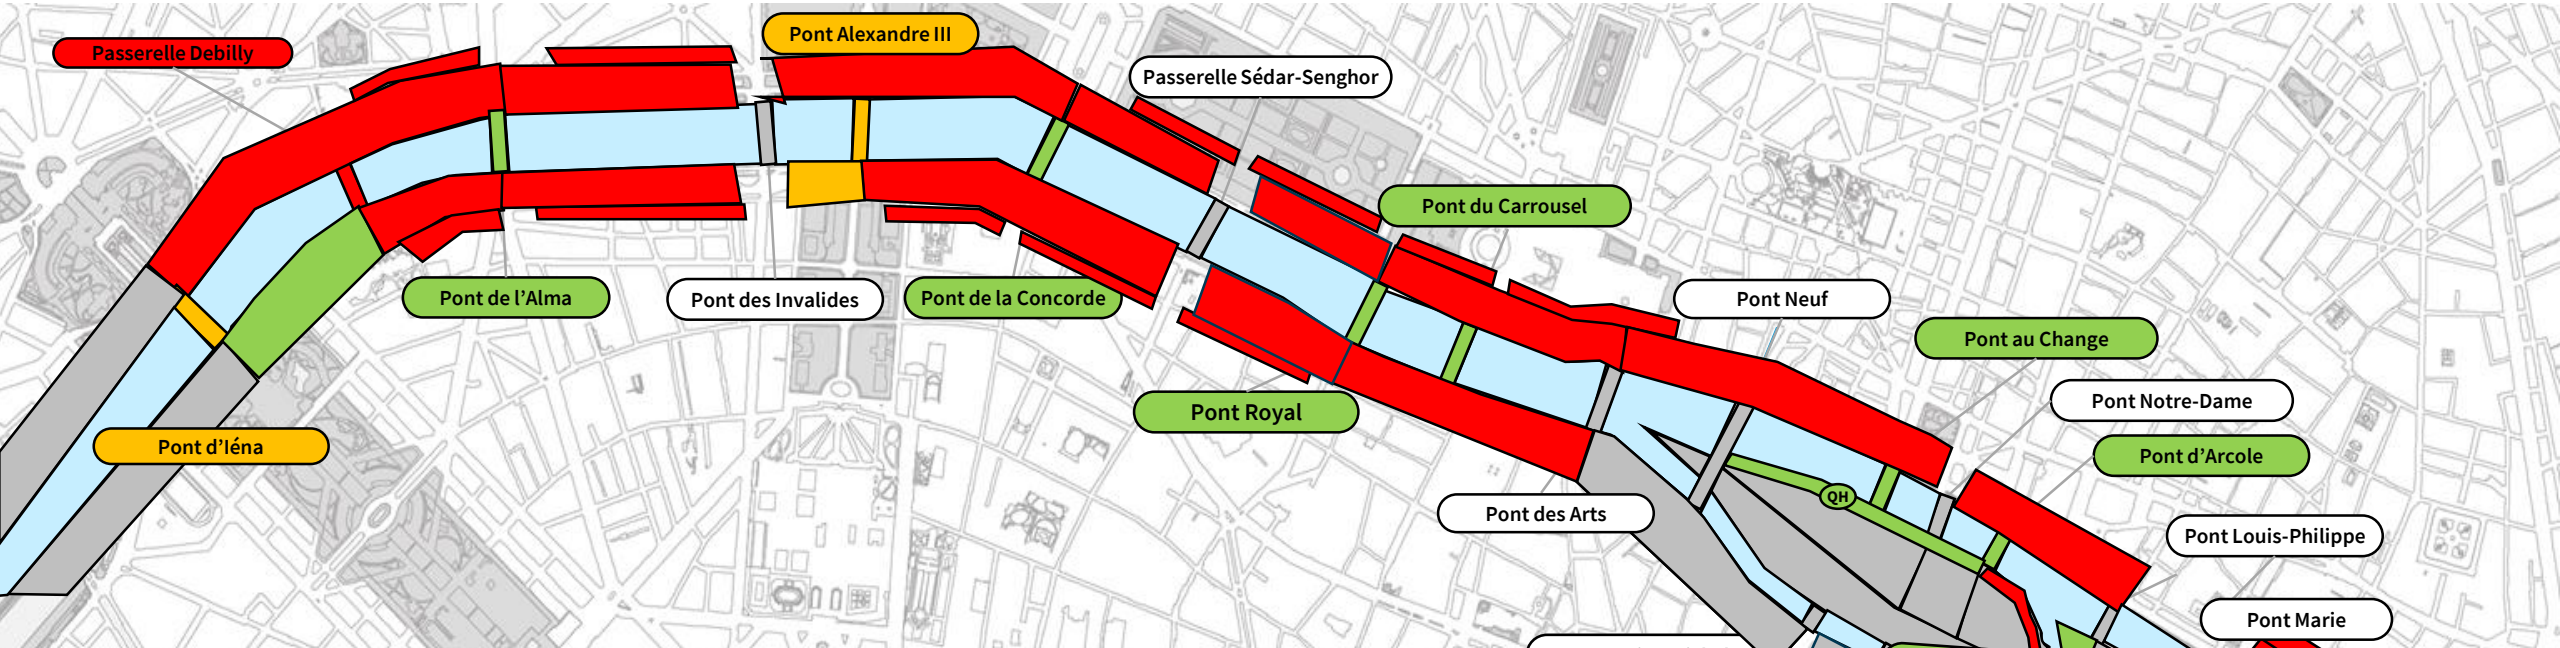 Pont Alexandre III
Passerelle Debilly
Passerelle Sédar-Senghor
Pont du Carrousel
Pont de l'Alma
Pont des Invalides
Pont de la Concorde
Pont Neuf
Pont au Change
Pont Royal
Pont Notre-Dame
Pont d'Iéna
Pont d'Arcole
QH
Pont des Arts
Pont Louis-Philippe
Pont Marie